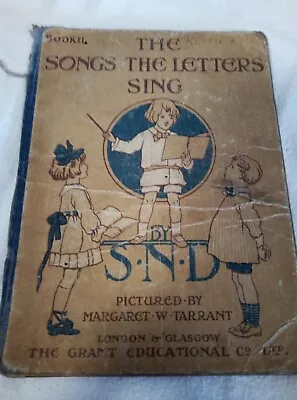 BOOK II.
THE
SONGS THE LETTERS
SING
BY
S·N·D
PICTURED·BY
MARGARET·W·TARRANT
LONDON & GLASGOW
THE GRANT EDUCATIONAL Co LTD.